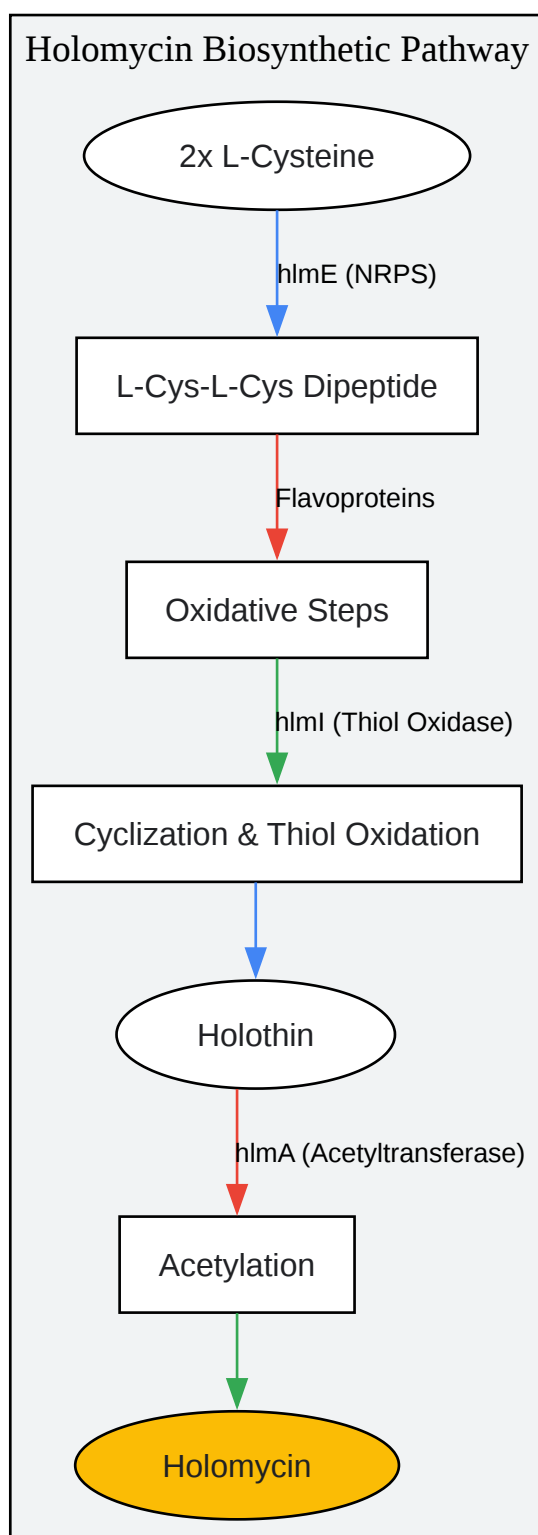 Holomycin Biosynthetic Pathway
2x L-Cysteine
hlmE (NRPS)
L-Cys-L-Cys Dipeptide
Flavoproteins
Oxidative Steps
hlmI (Thiol Oxidase)
Cyclization & Thiol Oxidation
Holothin
hlmA (Acetyltransferase)
Acetylation
Holomycin